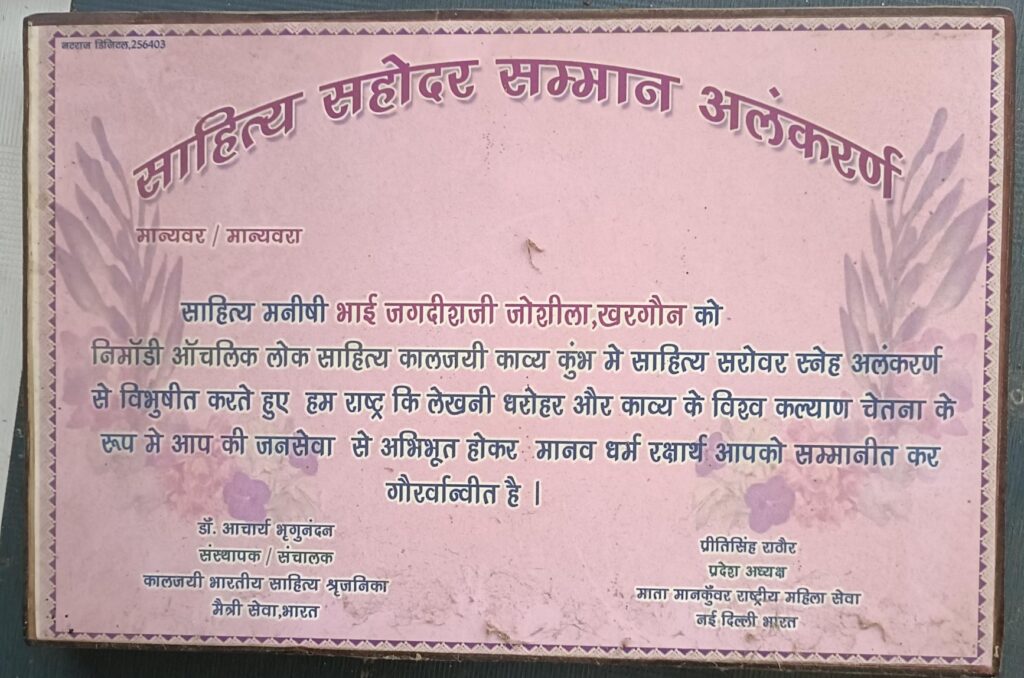 नटराज डिजिटल,256403
साहित्य सहोदर सम्मान अलंकरर्ण
मान्यवर / मान्यवरा
साहित्य मनीषी भाई जगदीशजी जोशीला,खरगौन को
निमॉडी ऑचलिक लोक साहित्य कालजयी काव्य कुंभ मे साहित्य सरोवर स्नेह अलंकरर्ण
से विभुषीत करते हुए हम राष्ट्र कि लेखनी धरोहर और काव्य के विश्व कल्याण चेतना के
रूप मे आप की जनसेवा से अभिभूत होकर मानव धर्म रक्षार्थ आपको सम्मानीत कर
गौरर्वान्वीत है |
डॉ. आचार्य भृगुनंदन
संस्थापक / संचालक
कालजयी भारतीय साहित्य श्रृजनिका
मैत्री सेवा,भारत
प्रीतिसिंह राठौर
प्रदेश अध्यक्ष
माता मानकुँवर राष्ट्रीय महिला सेवा
नई दिल्ली भारत